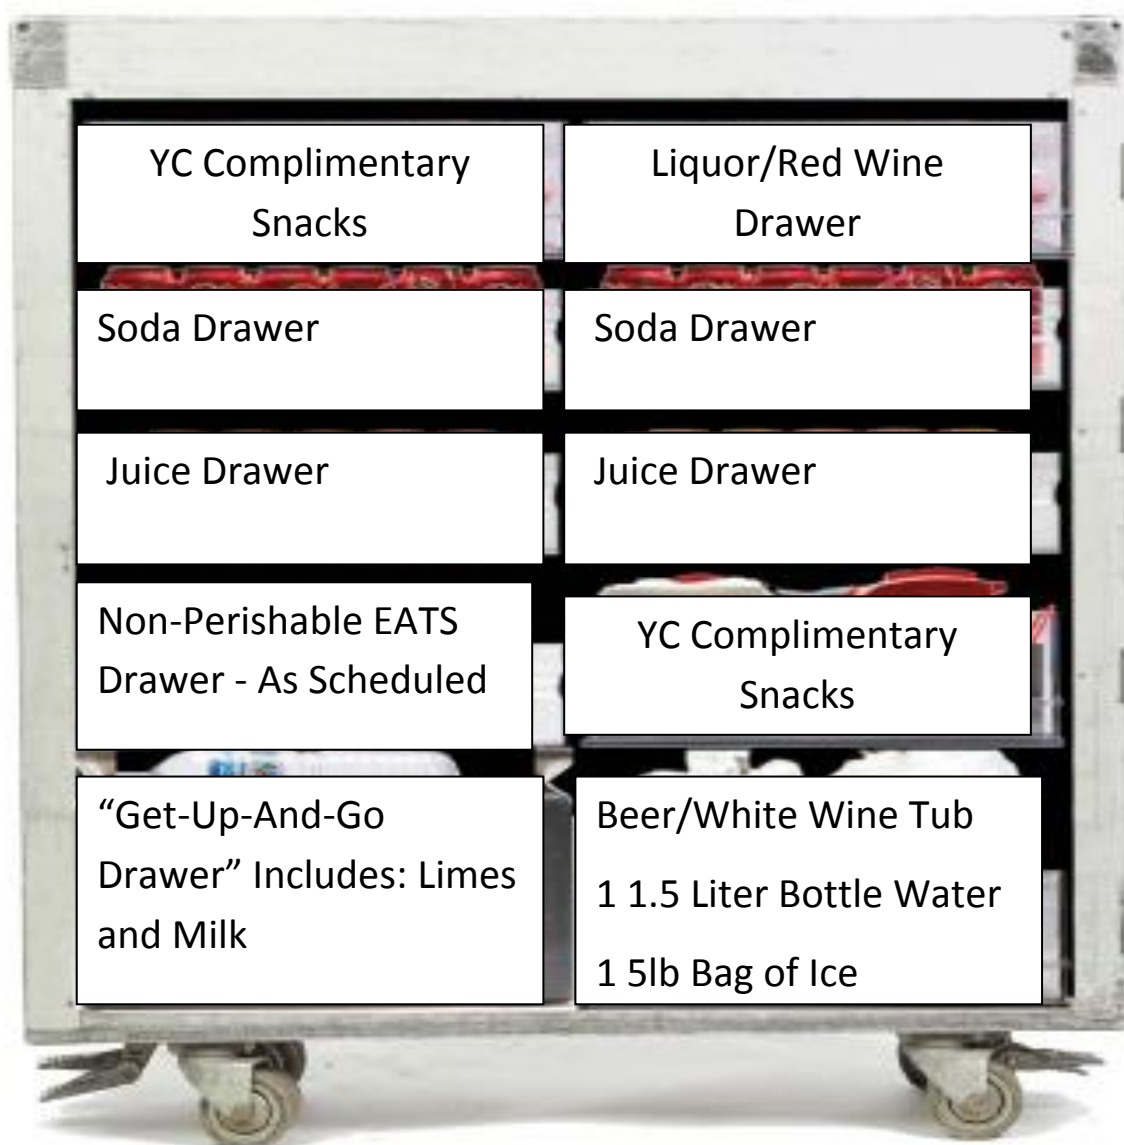 YC Complimentary
Snacks
Liquor/Red Wine
Drawer
Soda Drawer
Soda Drawer
Juice Drawer
Juice Drawer
Non-Perishable EATS
Drawer - As Scheduled
YC Complimentary
Snacks
“Get-Up-And-Go
Drawer” Includes: Limes
and Milk
Beer/White Wine Tub
1 1.5 Liter Bottle Water
1 5lb Bag of Ice